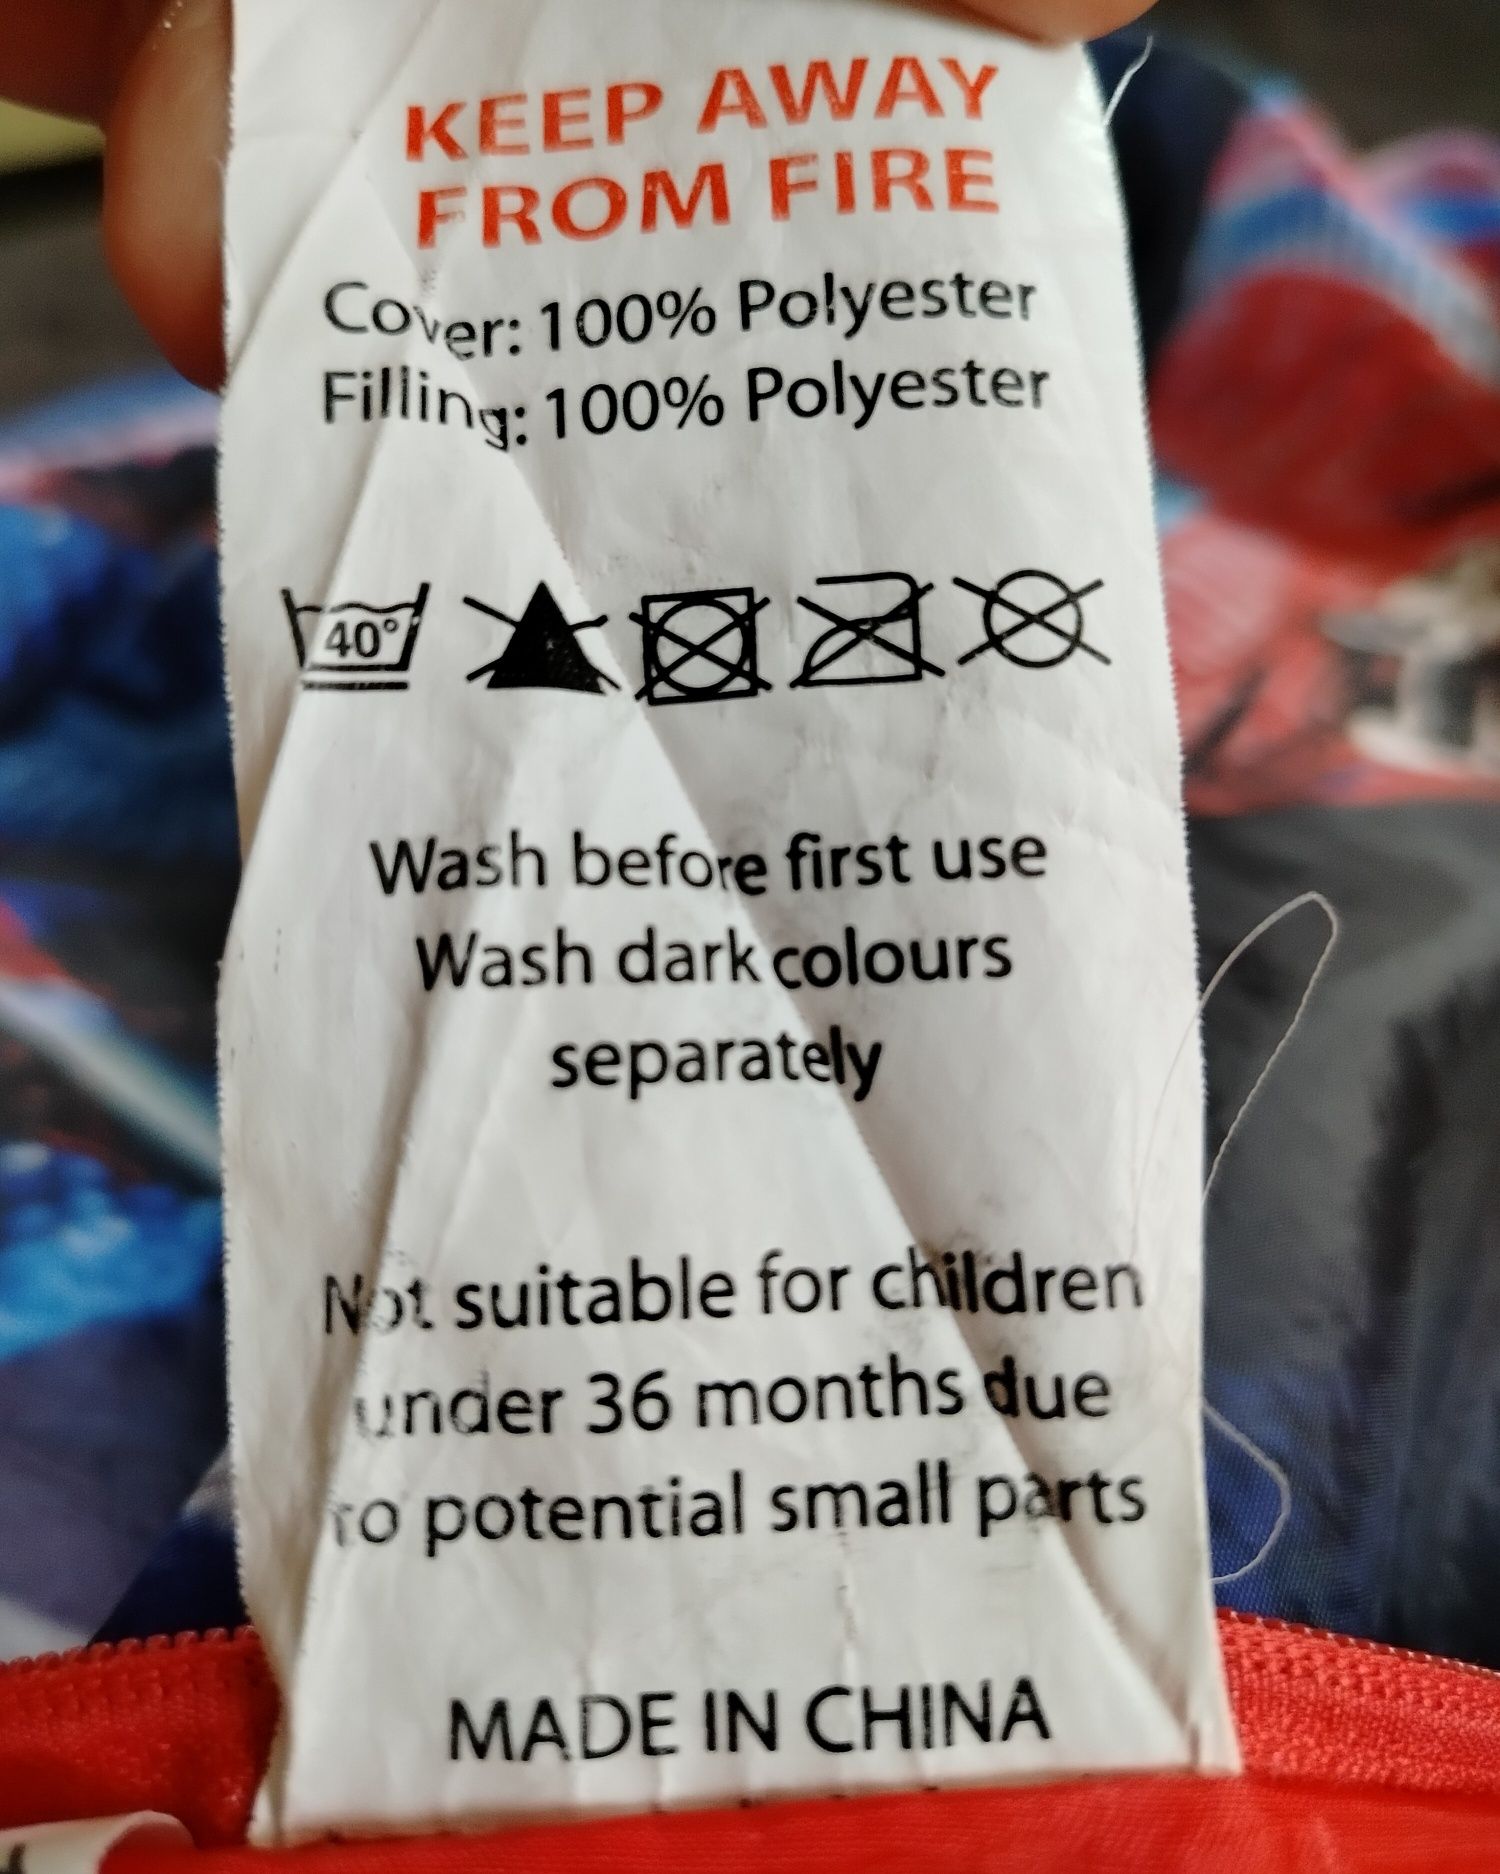 KEEP AWAY
FROM FIRE
Cover: 100% Polyester
Filling: 100% Polyester
40°
Wash before first use
Wash dark colours
separately
Not suitable for children
under 36 months due
to potential small parts
MADE IN CHINA